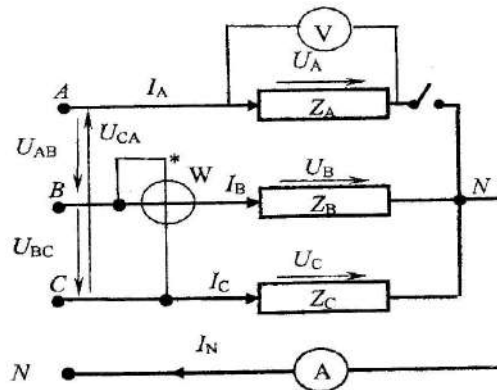 V
U_A
A I_A
Z_A
U_CA
U_AB
* W
B I_B U_B
Z_B N
U_BC
C I_C U_C
Z_C
I_N
N A